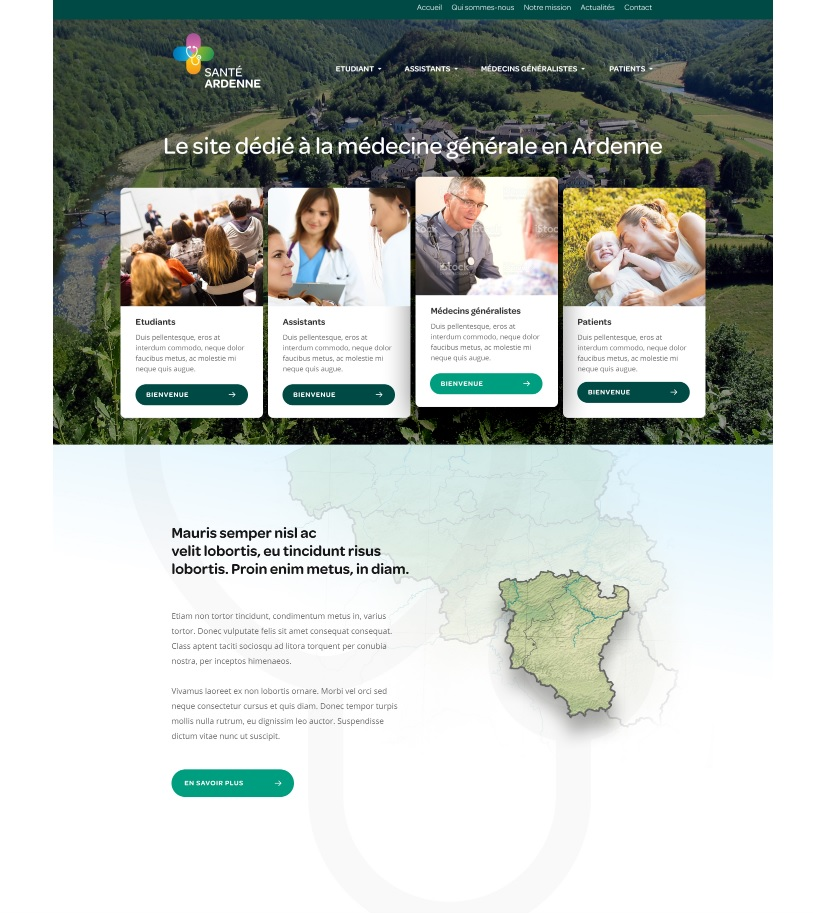 Accueil Qui sommes-nous Notre mission Actualités Contact
SANTÉ
ARDENNE
ETUDIANT ASSISTANTS MÉDECINS GÉNÉRALISTES PATIENTS
Le site dédié à la médecine générale en Ardenne
iStock
Etudiants
Duis pellentesque, eros at
interdum commodo, neque dolor
faucibus metus, ac molestie mi
neque quis augue.
BIENVENUE
Assistants
Duis pellentesque, eros at
interdum commodo, neque dolor
faucibus metus, ac molestie mi
neque quis augue.
BIENVENUE
Médecins généralistes
Duis pellentesque, eros at
interdum commodo, neque dolor
faucibus metus, ac molestie mi
neque quis augue.
BIENVENUE
Patients
Duis pellentesque, eros at
interdum commodo, neque dolor
faucibus metus, ac molestie mi
neque quis augue.
BIENVENUE
Mauris semper nisl ac
velit lobortis, eu tincidunt risus
lobortis. Proin enim metus, in diam.
Etiam non tortor tincidunt, condimentum metus in, varius
tortor. Donec vulputate felis sit amet consequat consequat.
Class aptent taciti sociosqu ad litora torquent per conubia
nostra, per inceptos himenaeos.
Vivamus laoreet ex non lobortis ornare. Morbi vel orci sed
neque consectetur cursus et quis diam. Donec tempor turpis
mollis nulla rutrum, eu dignissim leo auctor. Suspendisse
dictum vitae nunc ut suscipit.
EN SAVOIR PLUS